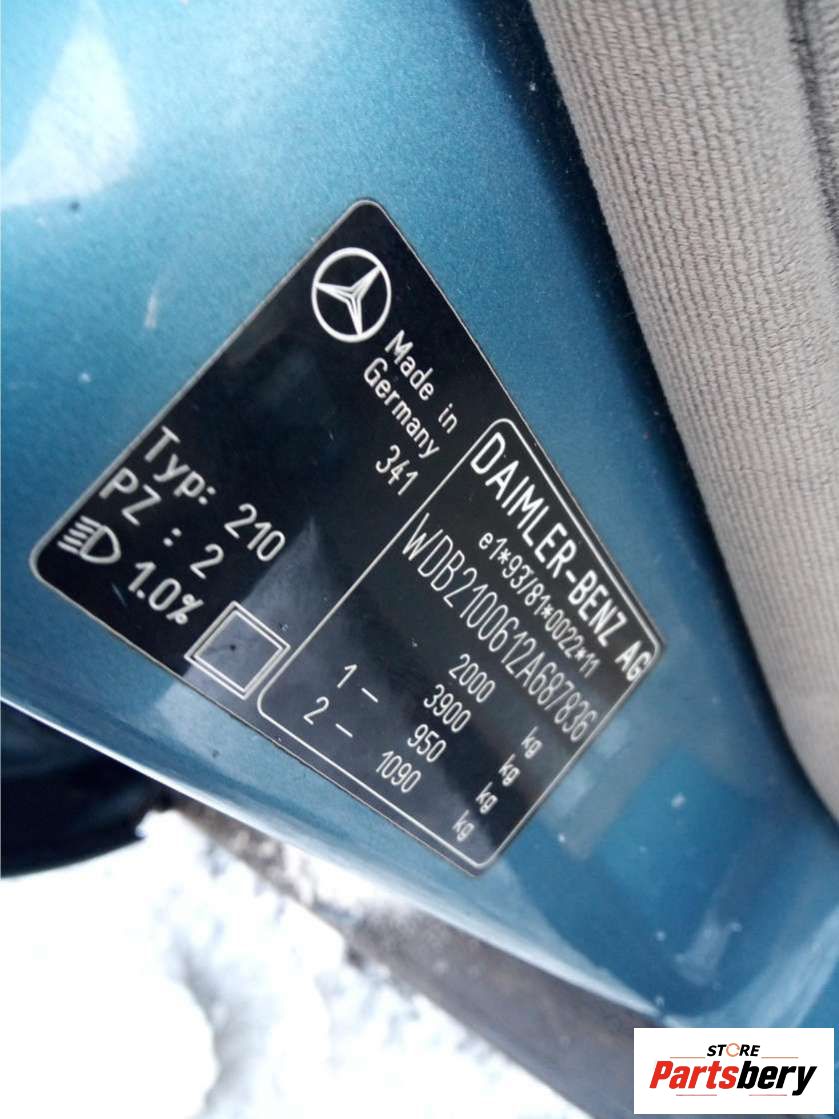 Made in
Germany
341
Typ: 210
PZ : 2
1.0%
DAIMLER-BENZ AG
e1*93/81*0022*11
WDB2100612A687836
2000 kg
3900 kg
1 – 950 kg
2 – 1090 kg
STORE
Partsbery